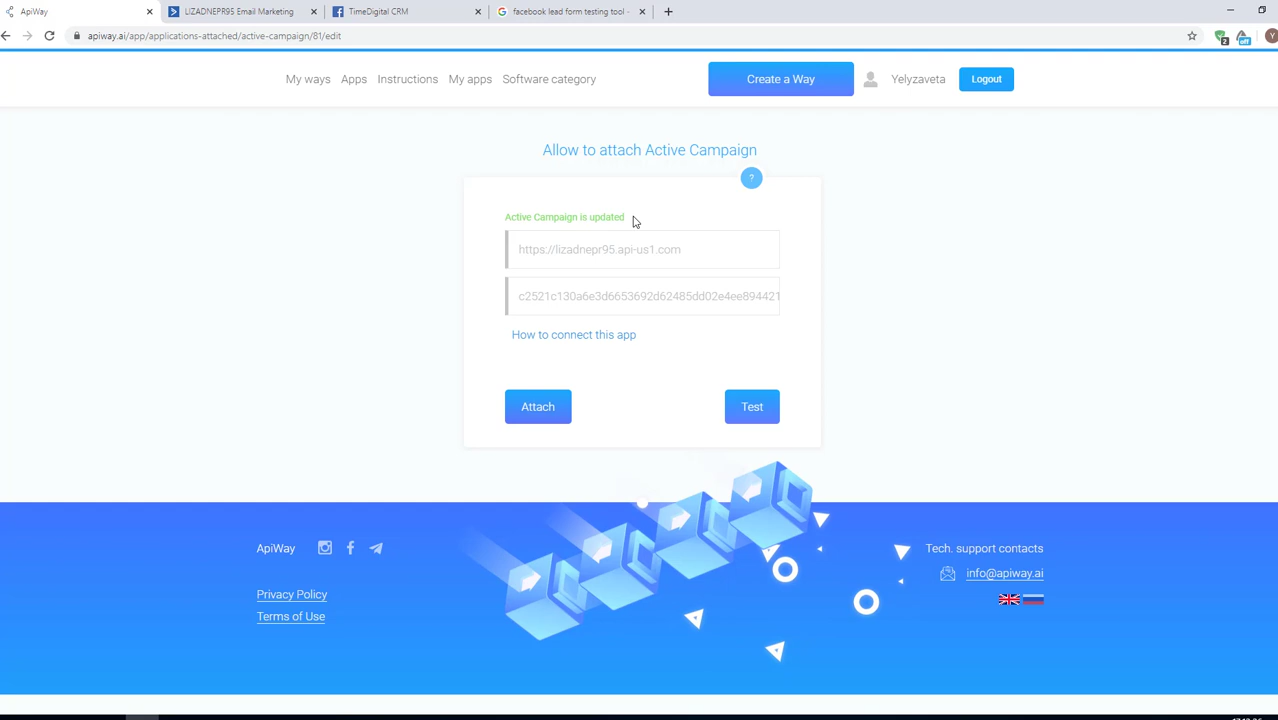 ApiWay
LIZADNEPR95 Email Marketing
TimeDigital CRM
facebook lead form testing tool -
apiway.ai/app/applications-attached/active-campaign/81/edit
2
off
Y
My ways
Apps
Instructions
My apps
Software category
Create a Way
Yelyzaveta
Logout
Allow to attach Active Campaign
?
Active Campaign is updated
https://lizadnepr95.api-us1.com
c2521c130a6e3d6653692d62485dd02e4ee894421
How to connect this app
Attach
Test
ApiWay
Tech. support contacts
info@apiway.ai
Privacy Policy
Terms of Use